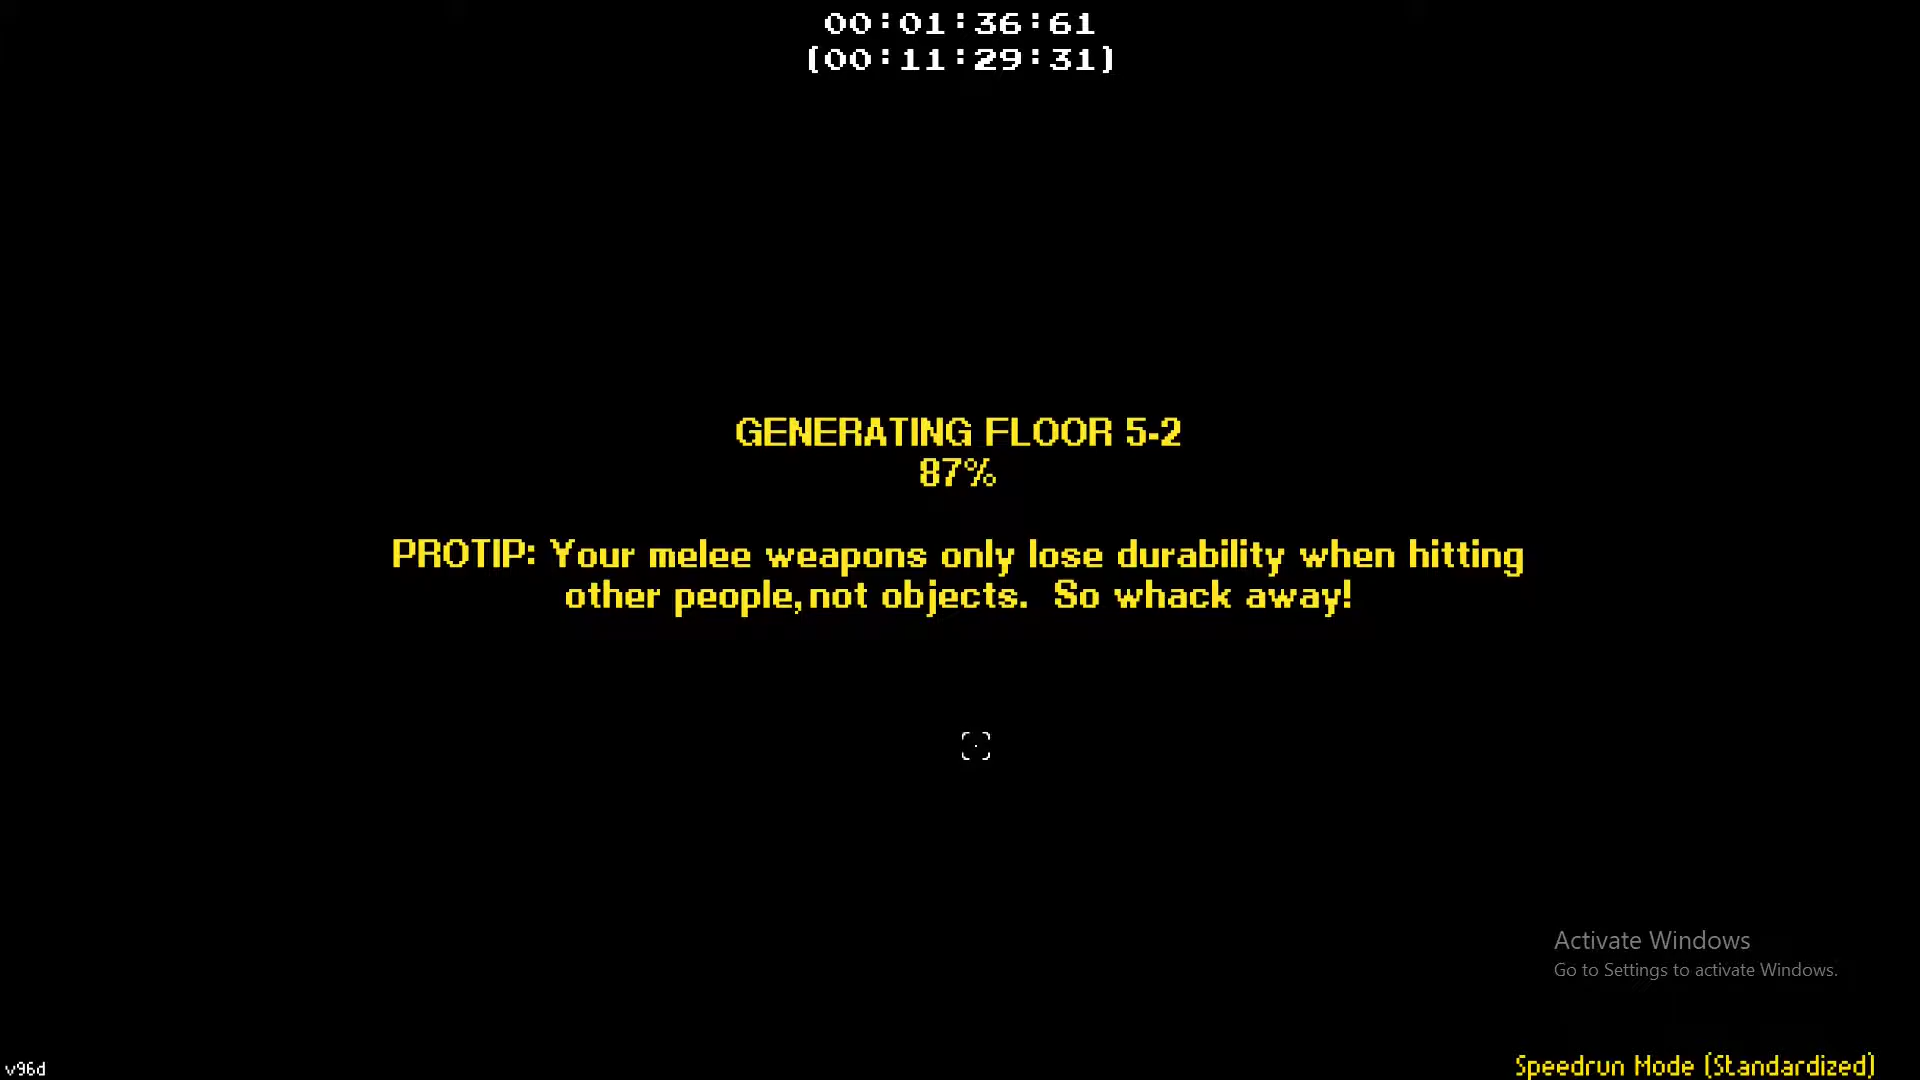 00:01:36:61
(00:11:29:31)
GENERATING FLOOR 5-2
87%
PROTIP: Your melee weapons only lose durability when hitting
other people, not objects.  So whack away!
Activate Windows
Go to Settings to activate Windows.
v96d
Speedrun Mode (Standardized)